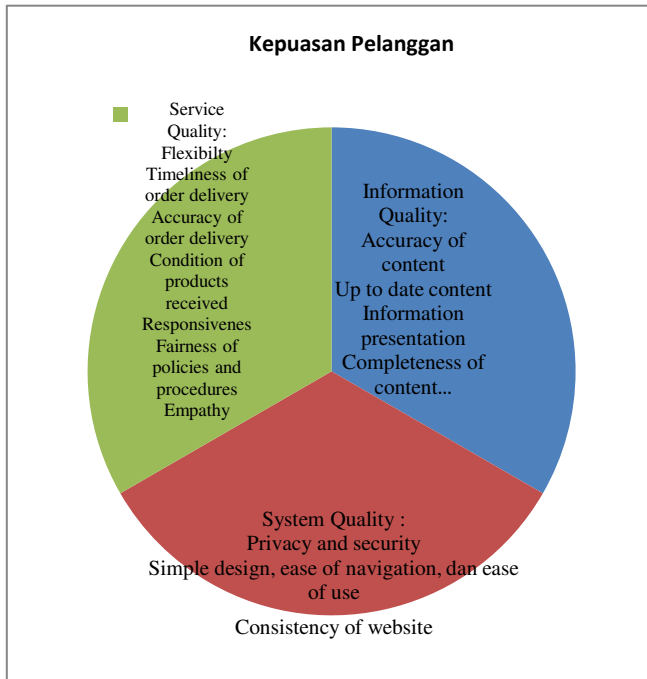 Kepuasan Pelanggan
Service
Quality:
Flexibilty
Timeliness of
order delivery
Accuracy of
order delivery
Condition of
products
received
Responsivenes
Fairness of
policies and
procedures
Empathy
Information
Quality:
Accuracy of
content
Up to date content
Information
presentation
Completeness of
content...
System Quality :
Privacy and security
Simple design, ease of navigation, dan ease
of use
Consistency of website